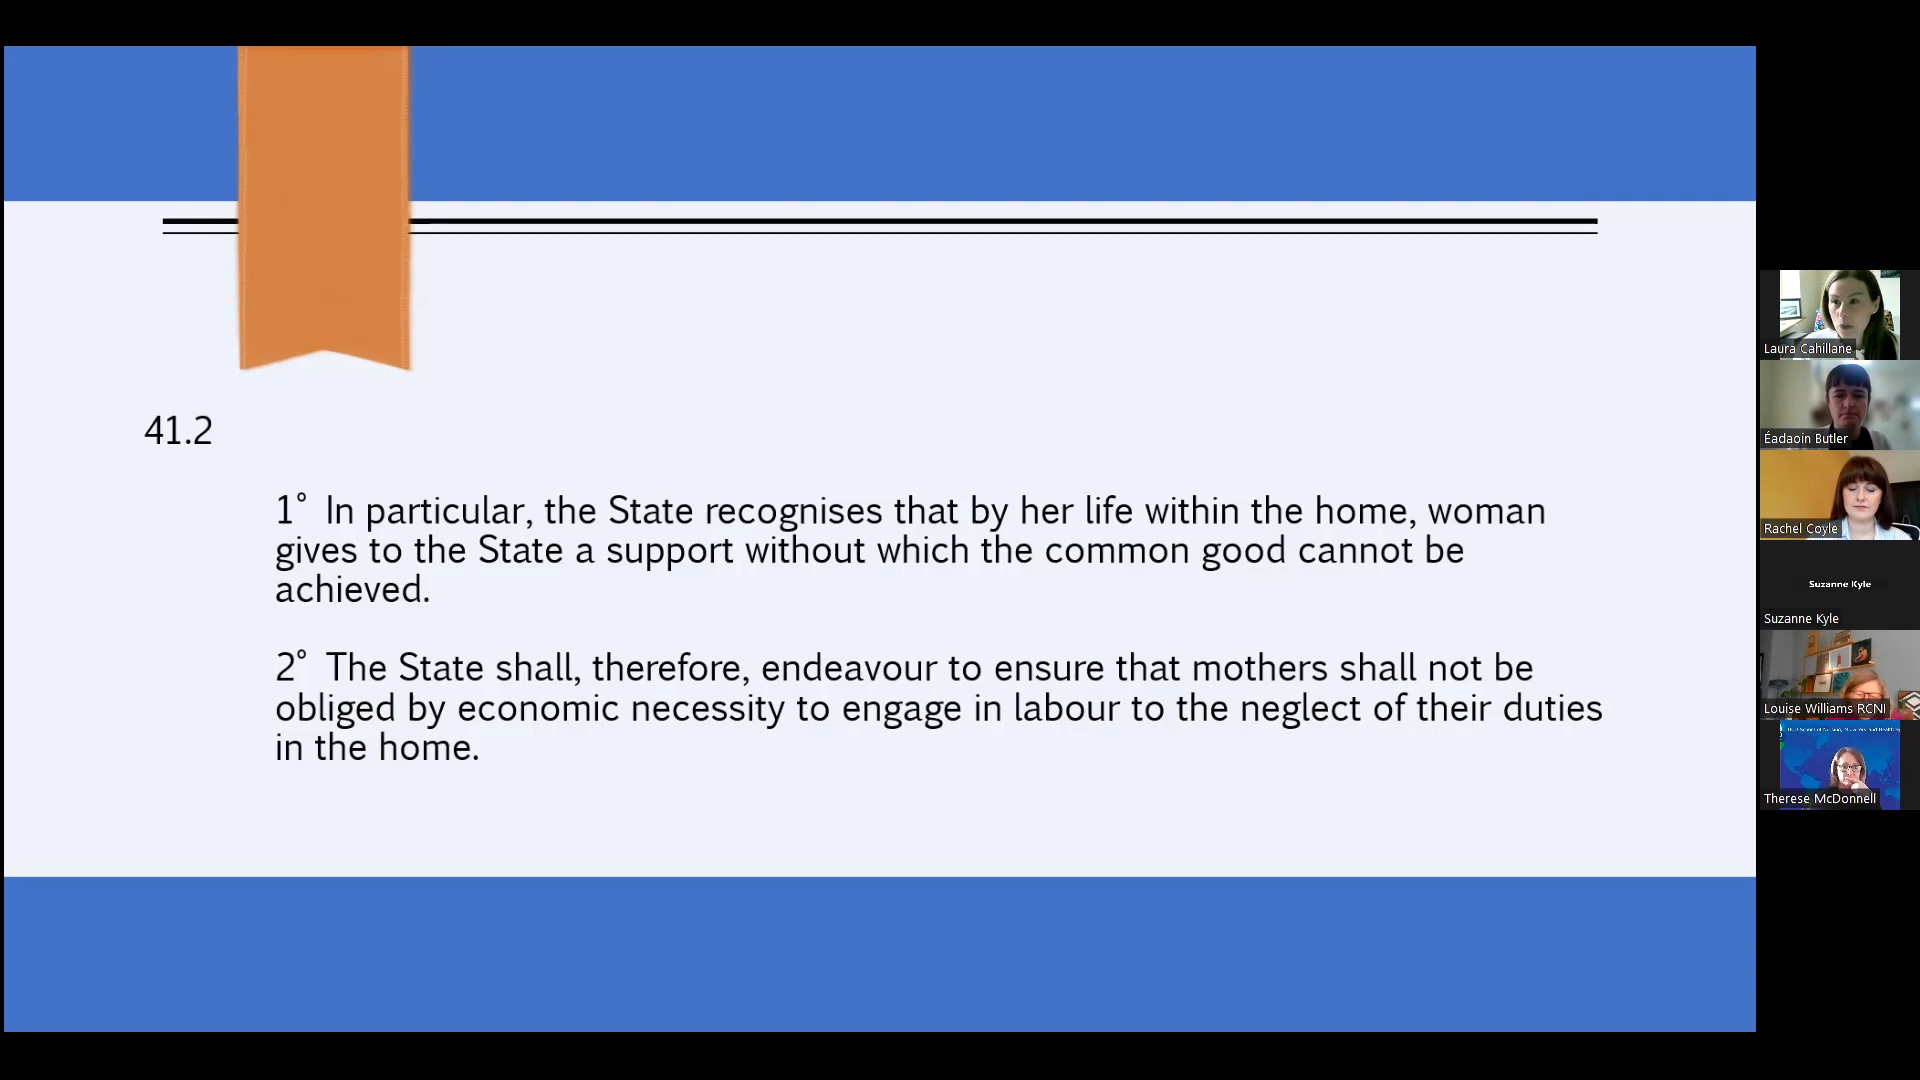 41.2
1° In particular, the State recognises that by her life within the home, woman
gives to the State a support without which the common good cannot be
achieved.
2° The State shall, therefore, endeavour to ensure that mothers shall not be
obliged by economic necessity to engage in labour to the neglect of their duties
in the home.
Laura Cahillane
Éadaoin Butler
Rachel Coyle
Suzanne Kyle
Suzanne Kyle
Louise Williams RCNI
Therese McDonnell